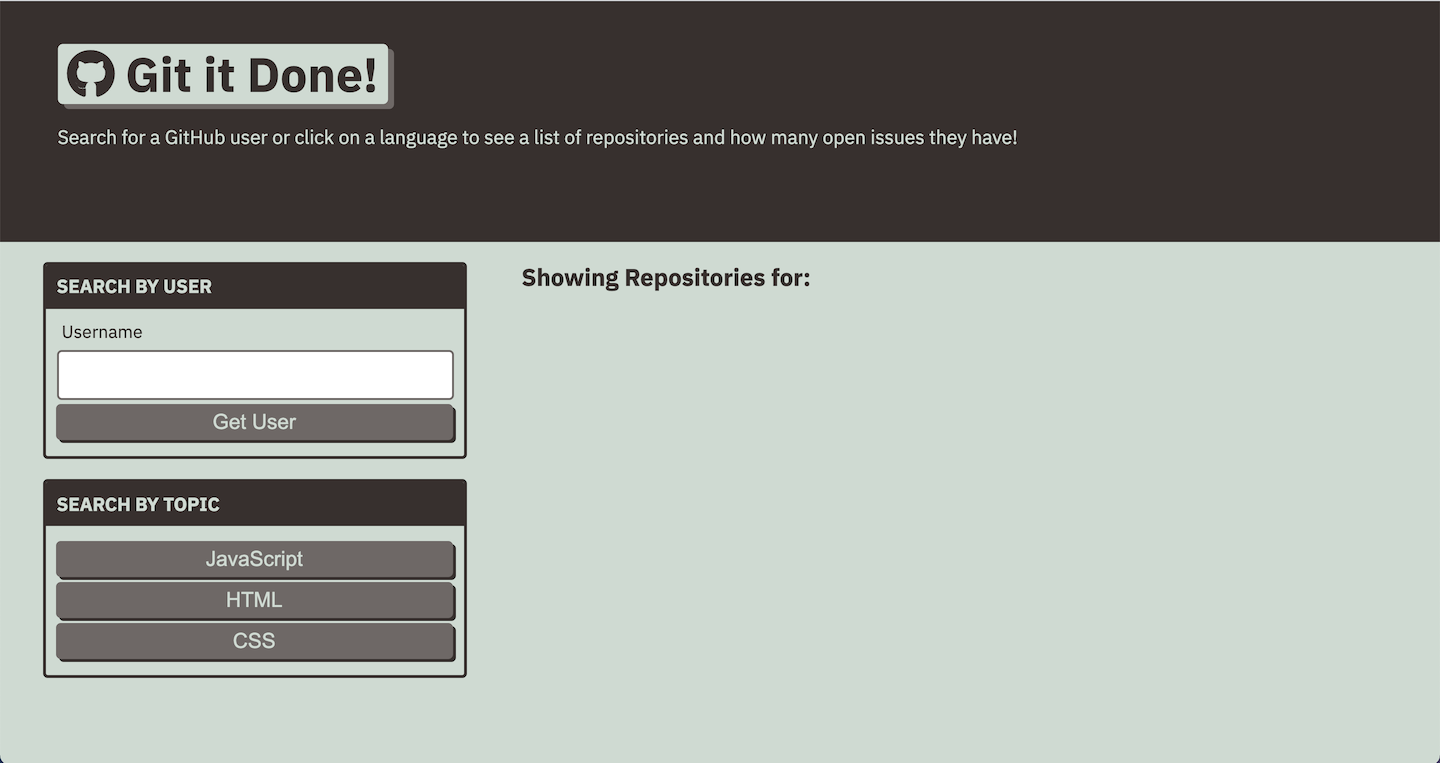 Git it Done!
Search for a GitHub user or click on a language to see a list of repositories and how many open issues they have!
SEARCH BY USER
Username
Get User
SEARCH BY TOPIC
JavaScript
HTML
CSS
Showing Repositories for: